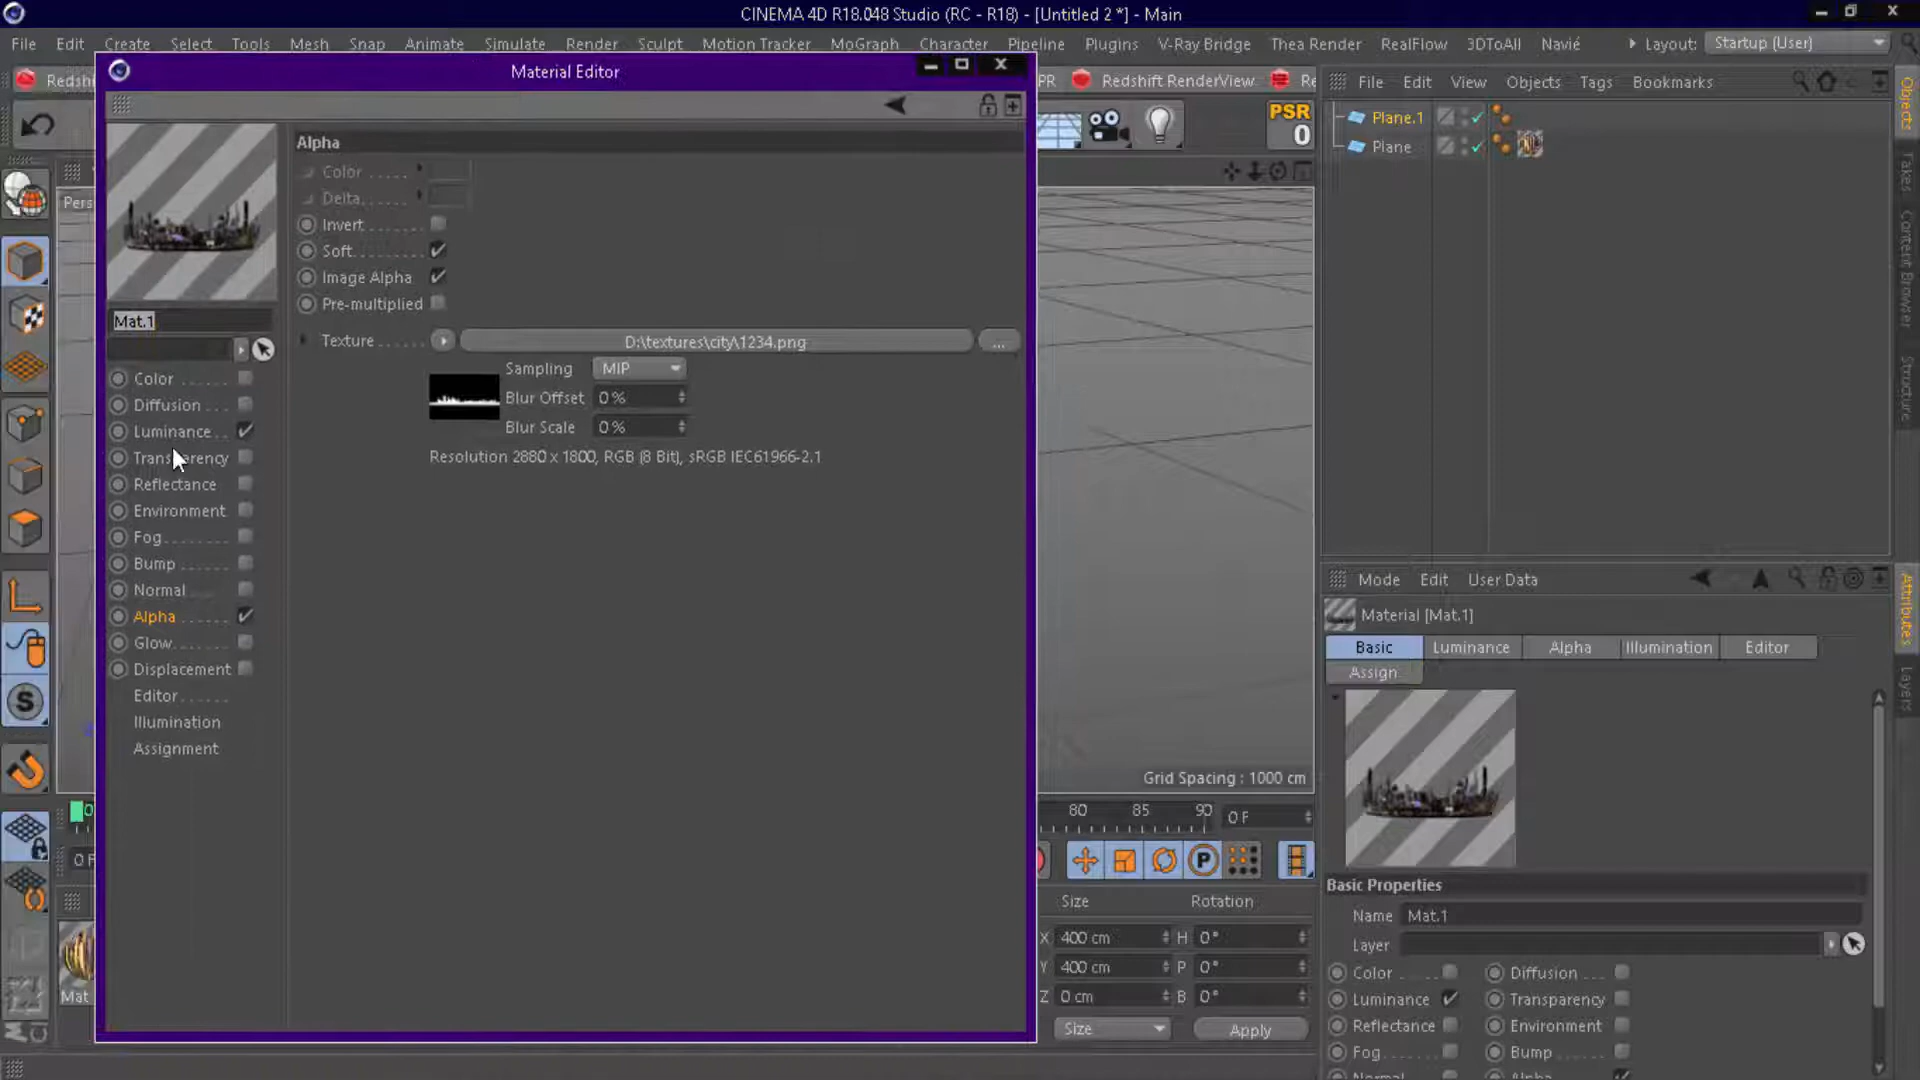 CINEMA 4D R18.048 Studio (RC - R18) - [Untitled 2 *] - Main
File Edit Create Select Tools Mesh Snap Animate Simulate Render Sculpt Motion Tracker MoGraph Character Pipeline Plugins V-Ray Bridge Thea Render RealFlow 3DToAll Navié Layout: Startup (User)
Material Editor
Redshift RenderView
File Edit View Objects Tags Bookmarks
PSR
0
Plane.1
Plane
Alpha
Color
Delta
Invert
Soft
Image Alpha
Pre-multiplied
Texture D:\textures\city\1234.png ...
Sampling MIP
Blur Offset 0 %
Blur Scale 0 %
Resolution 2880 x 1800, RGB (8 Bit), sRGB IEC61966-2.1
Mat.1
Color
Diffusion
Luminance
Transparency
Reflectance
Environment
Fog
Bump
Normal
Alpha
Glow
Displacement
Editor
Illumination
Assignment
Grid Spacing : 1000 cm
80 85 90 0 F
Size Rotation
X 400 cm H 0°
Y 400 cm P 0°
Z 0 cm B 0°
Size Apply
Mat
Objects
Takes
Content Browser
Structure
Attributes
Layers
Mode Edit User Data
Material [Mat.1]
Basic Luminance Alpha Illumination Editor
Assign
Basic Properties
Name Mat.1
Layer
Color Diffusion
Luminance Transparency
Reflectance Environment
Fog Bump